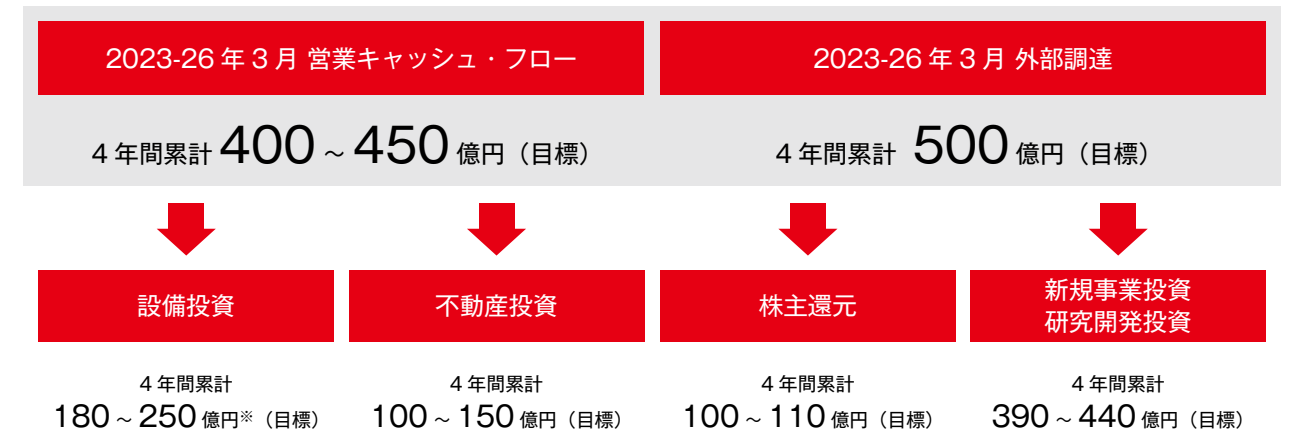 2023-26 年 3 月 営業キャッシュ・フロー
4 年間累計 400 ~ 450 億円（目標）
2023-26 年 3 月 外部調達
4 年間累計 500 億円（目標）
設備投資
4 年間累計
180 ~ 250 億円※（目標）
不動産投資
4 年間累計
100 ~ 150 億円（目標）
株主還元
4 年間累計
100 ~ 110 億円（目標）
新規事業投資
研究開発投資
4 年間累計
390 ~ 440 億円（目標）